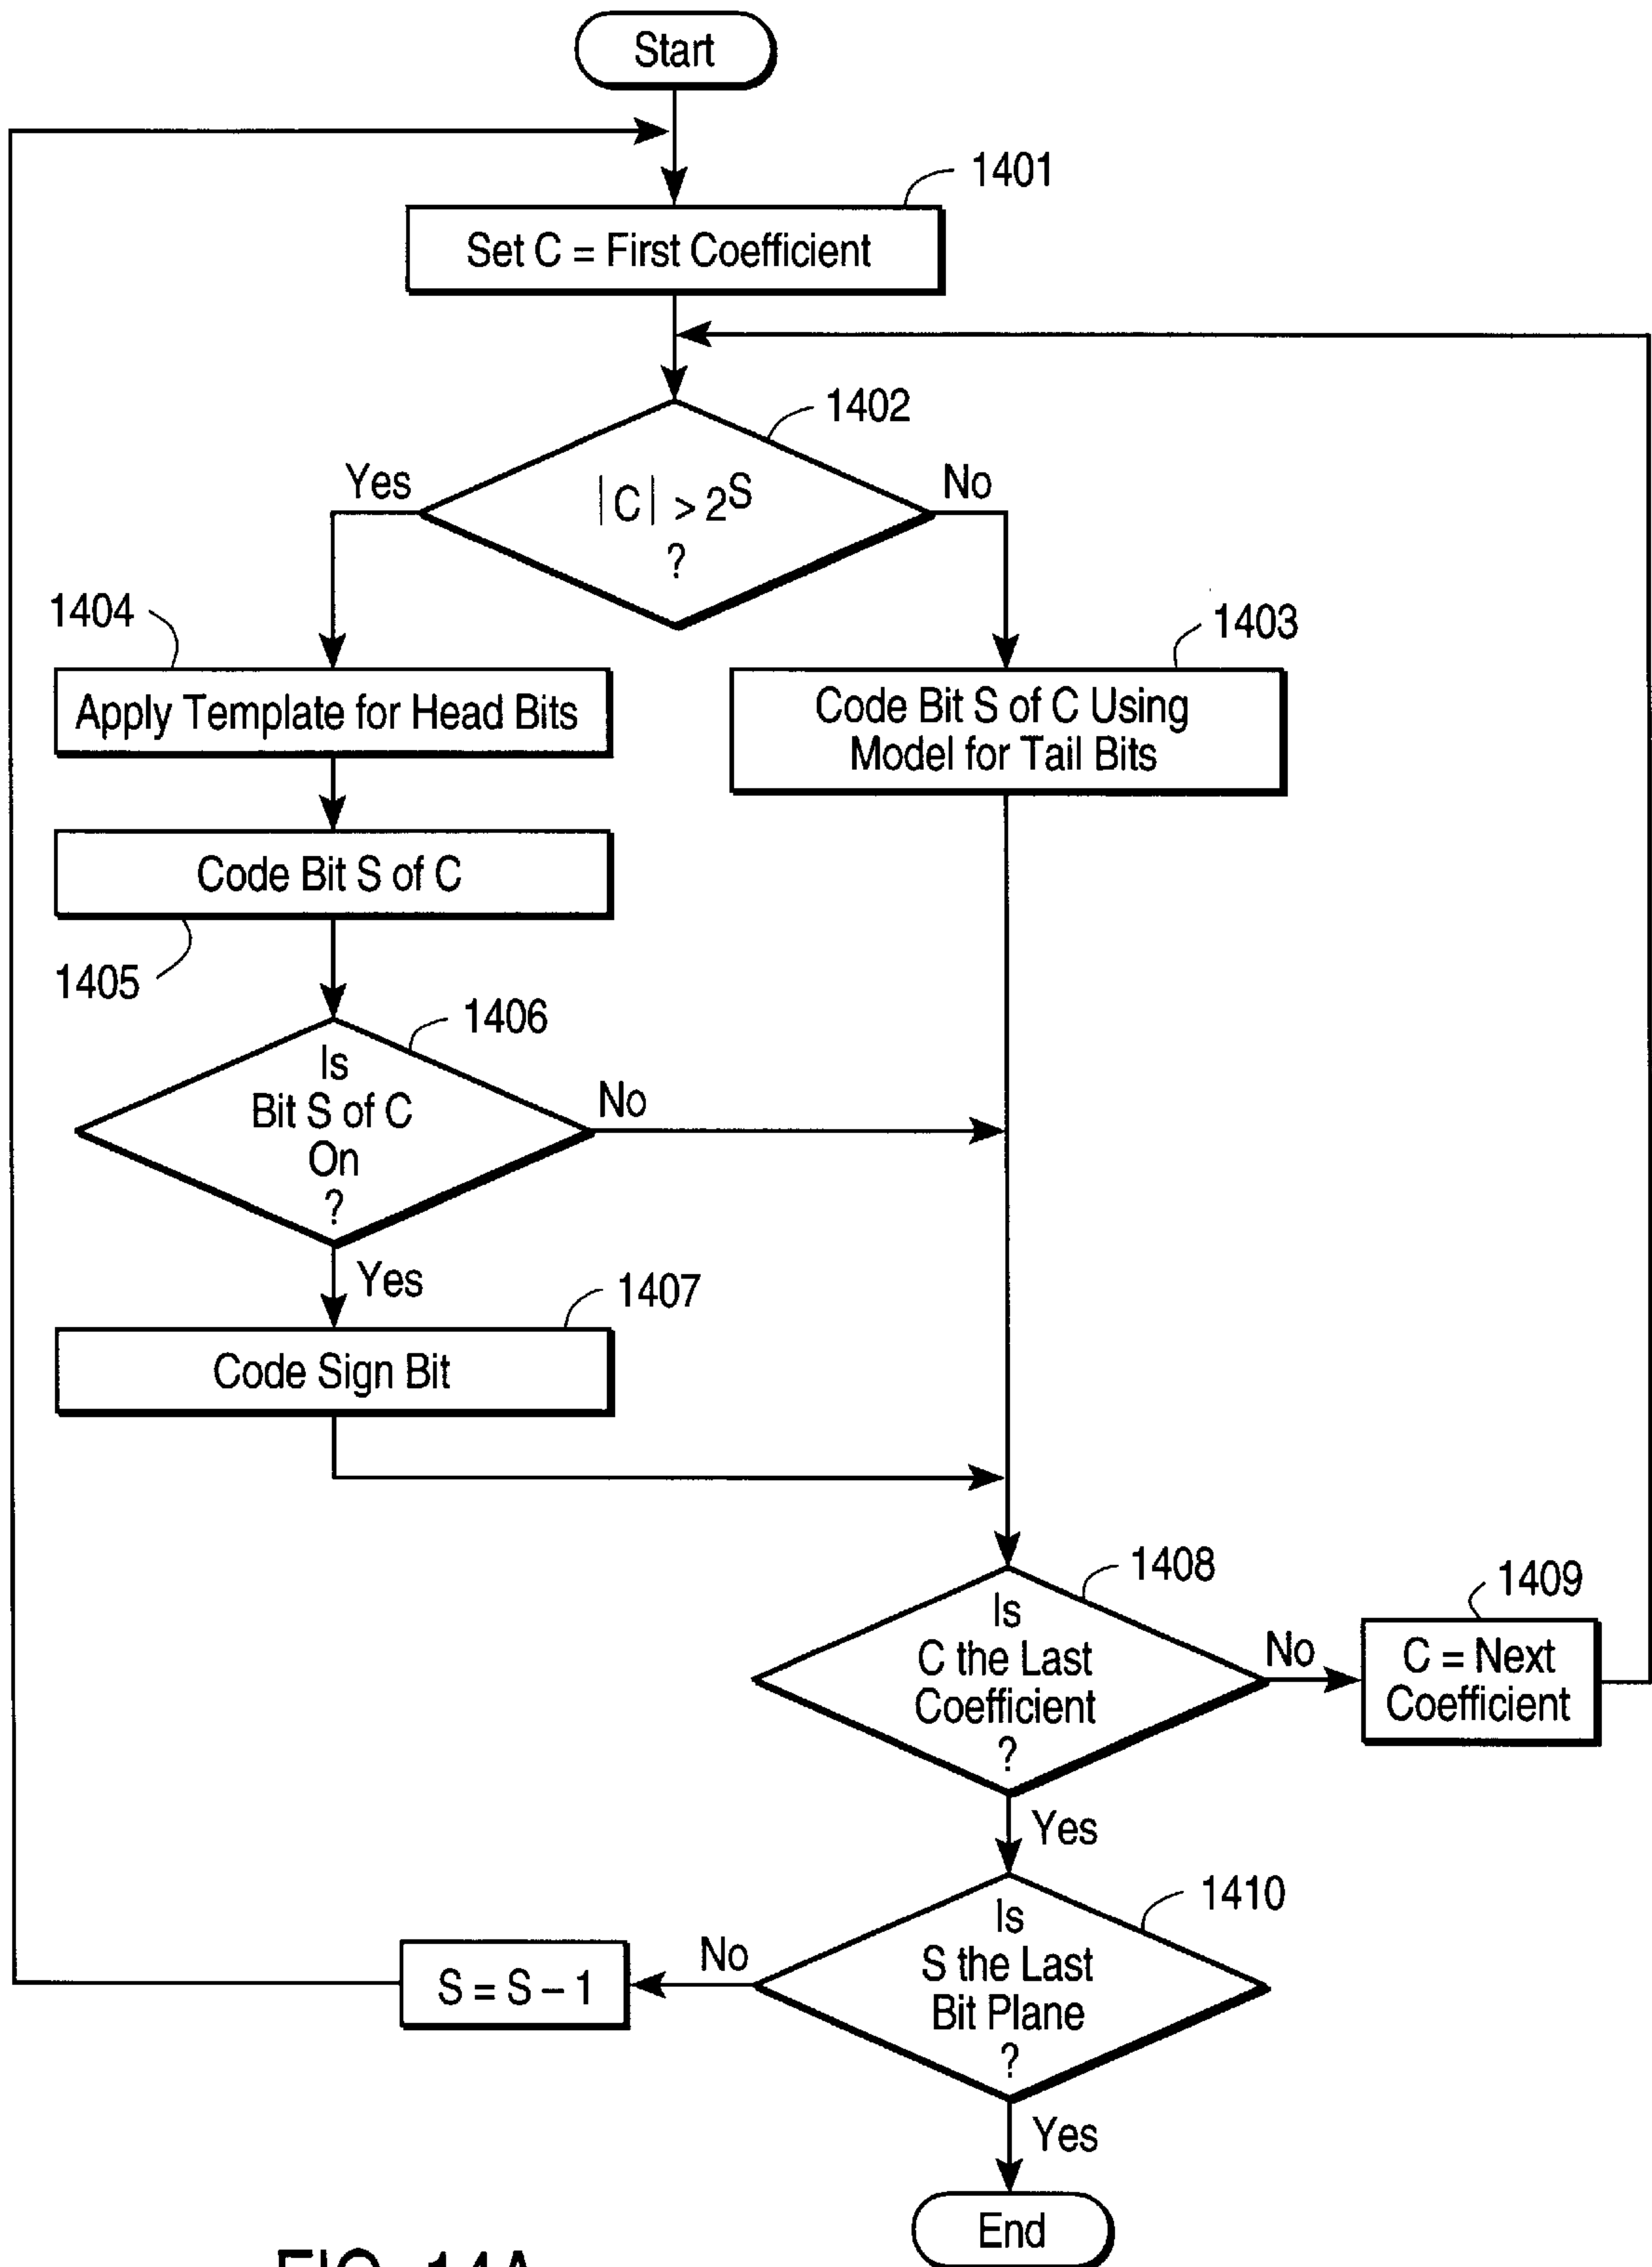 Start
1401
Set C = First Coefficient
1402
Yes
|C| > 2^S
?
No
1404
1403
Apply Template for Head Bits
Code Bit S of C Using
Model for Tail Bits
Code Bit S of C
1405
1406
Is
Bit S of C
On
?
No
Yes
1407
Code Sign Bit
1408
Is
C the Last
Coefficient
?
No
1409
C = Next
Coefficient
Yes
1410
Is
S the Last
Bit Plane
?
No
S = S – 1
Yes
End
FIG. 14A